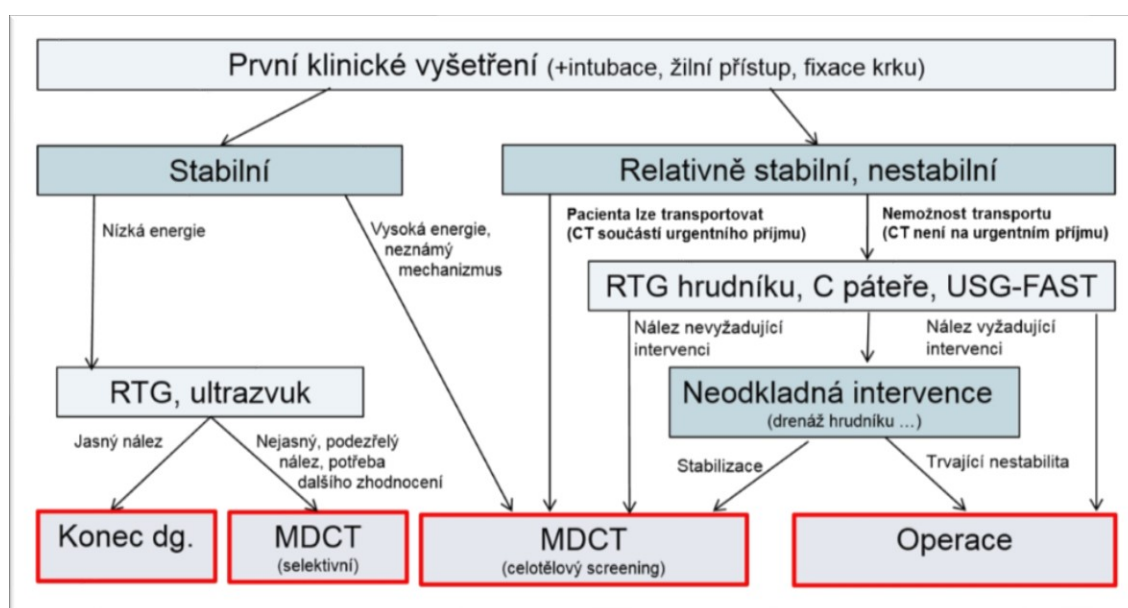 První klinické vyšetření (+intubace, žilní přístup, fixace krku)
Stabilní
Relativně stabilní, nestabilní
Nízká energie
Vysoká energie,
neznámý
mechanizmus
Pacienta lze transportovat
(CT součástí urgentního příjmu)
Nemožnost transportu
(CT není na urgentním příjmu)
RTG hrudníku, C páteře, USG-FAST
Nález nevyžadující
intervenci
Nález vyžadující
intervenci
RTG, ultrazvuk
Neodkladná intervence
(drenáž hrudníku ...)
Jasný nález
Nejasný, podezřelý
nález, potřeba
dalšího zhodnocení
Stabilizace
Trvající nestabilita
Konec dg.
MDCT
(selektivní)
MDCT
(celotělový screening)
Operace